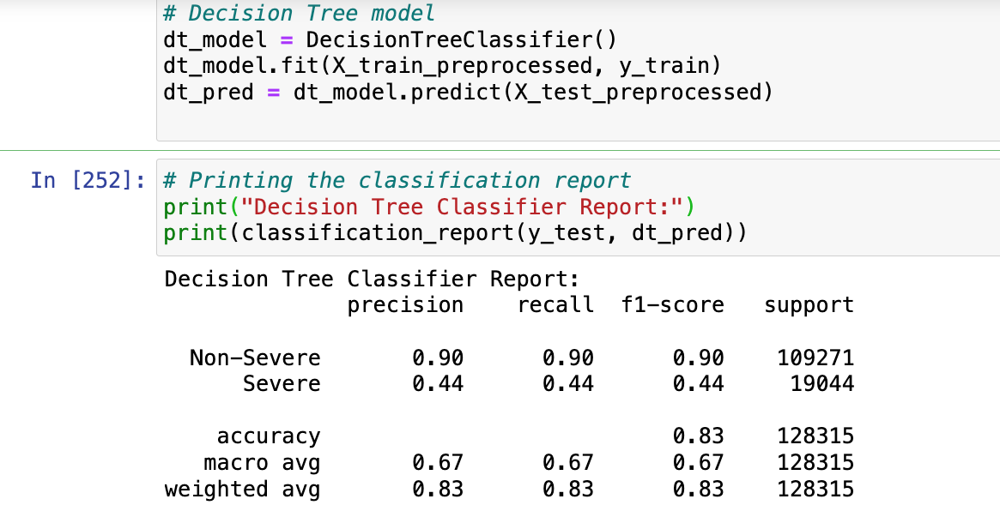 # Decision Tree model
dt_model = DecisionTreeClassifier()
dt_model.fit(X_train_preprocessed, y_train)
dt_pred = dt_model.predict(X_test_preprocessed)
In [252]: # Printing the classification report
print("Decision Tree Classifier Report:")
print(classification_report(y_test, dt_pred))
Decision Tree Classifier Report:
precision recall f1-score support
Non-Severe 0.90 0.90 0.90 109271
Severe 0.44 0.44 0.44 19044
accuracy 0.83 128315
macro avg 0.67 0.67 0.67 128315
weighted avg 0.83 0.83 0.83 128315